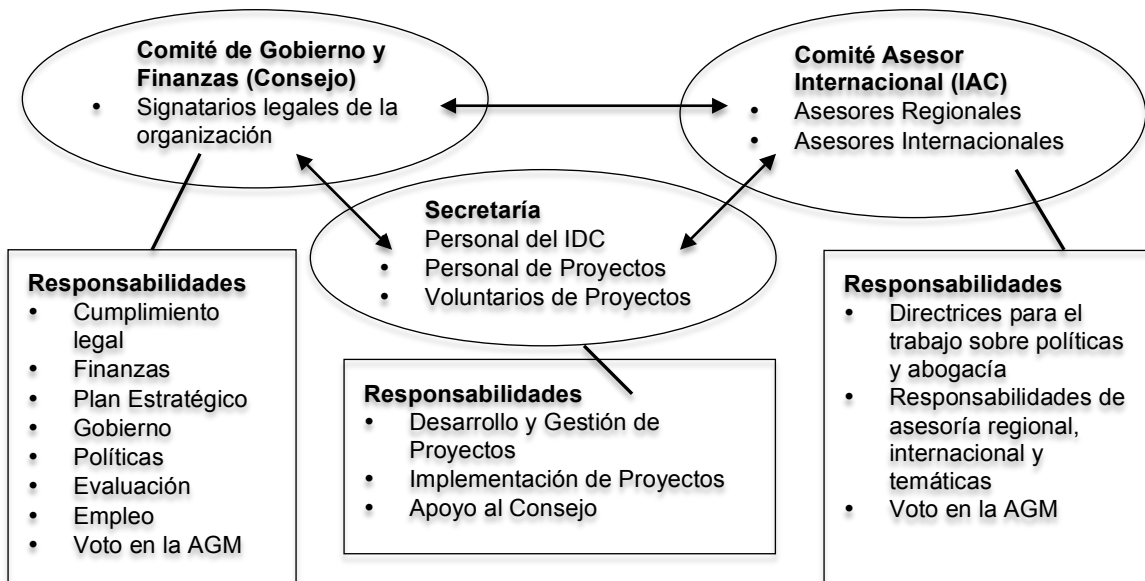 Comité de Gobierno y
Finanzas (Consejo)
• Signatarios legales de la
organización
Comité Asesor
Internacional (IAC)
• Asesores Regionales
• Asesores Internacionales
Secretaría
Personal del IDC
• Personal de Proyectos
• Voluntarios de Proyectos
Responsabilidades
• Cumplimiento
legal
• Finanzas
• Plan Estratégico
• Gobierno
• Políticas
• Evaluación
• Empleo
• Voto en la AGM
Responsabilidades
• Desarrollo y Gestión de
Proyectos
• Implementación de Proyectos
• Apoyo al Consejo
Responsabilidades
• Directrices para el
trabajo sobre políticas
y abogacía
• Responsabilidades de
asesoría regional,
internacional y
temáticas
• Voto en la AGM